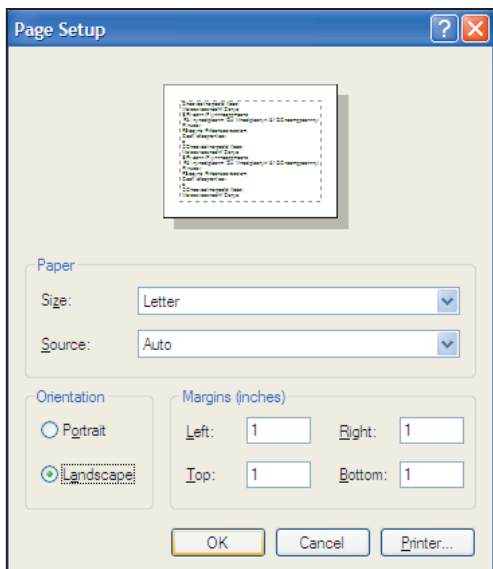 Page Setup
Paper
Size: Letter
Source: Auto
Orientation
Portrait
Landscape
Margins (inches)
Left: 1 Right: 1
Top: 1 Bottom: 1
OK Cancel Printer...